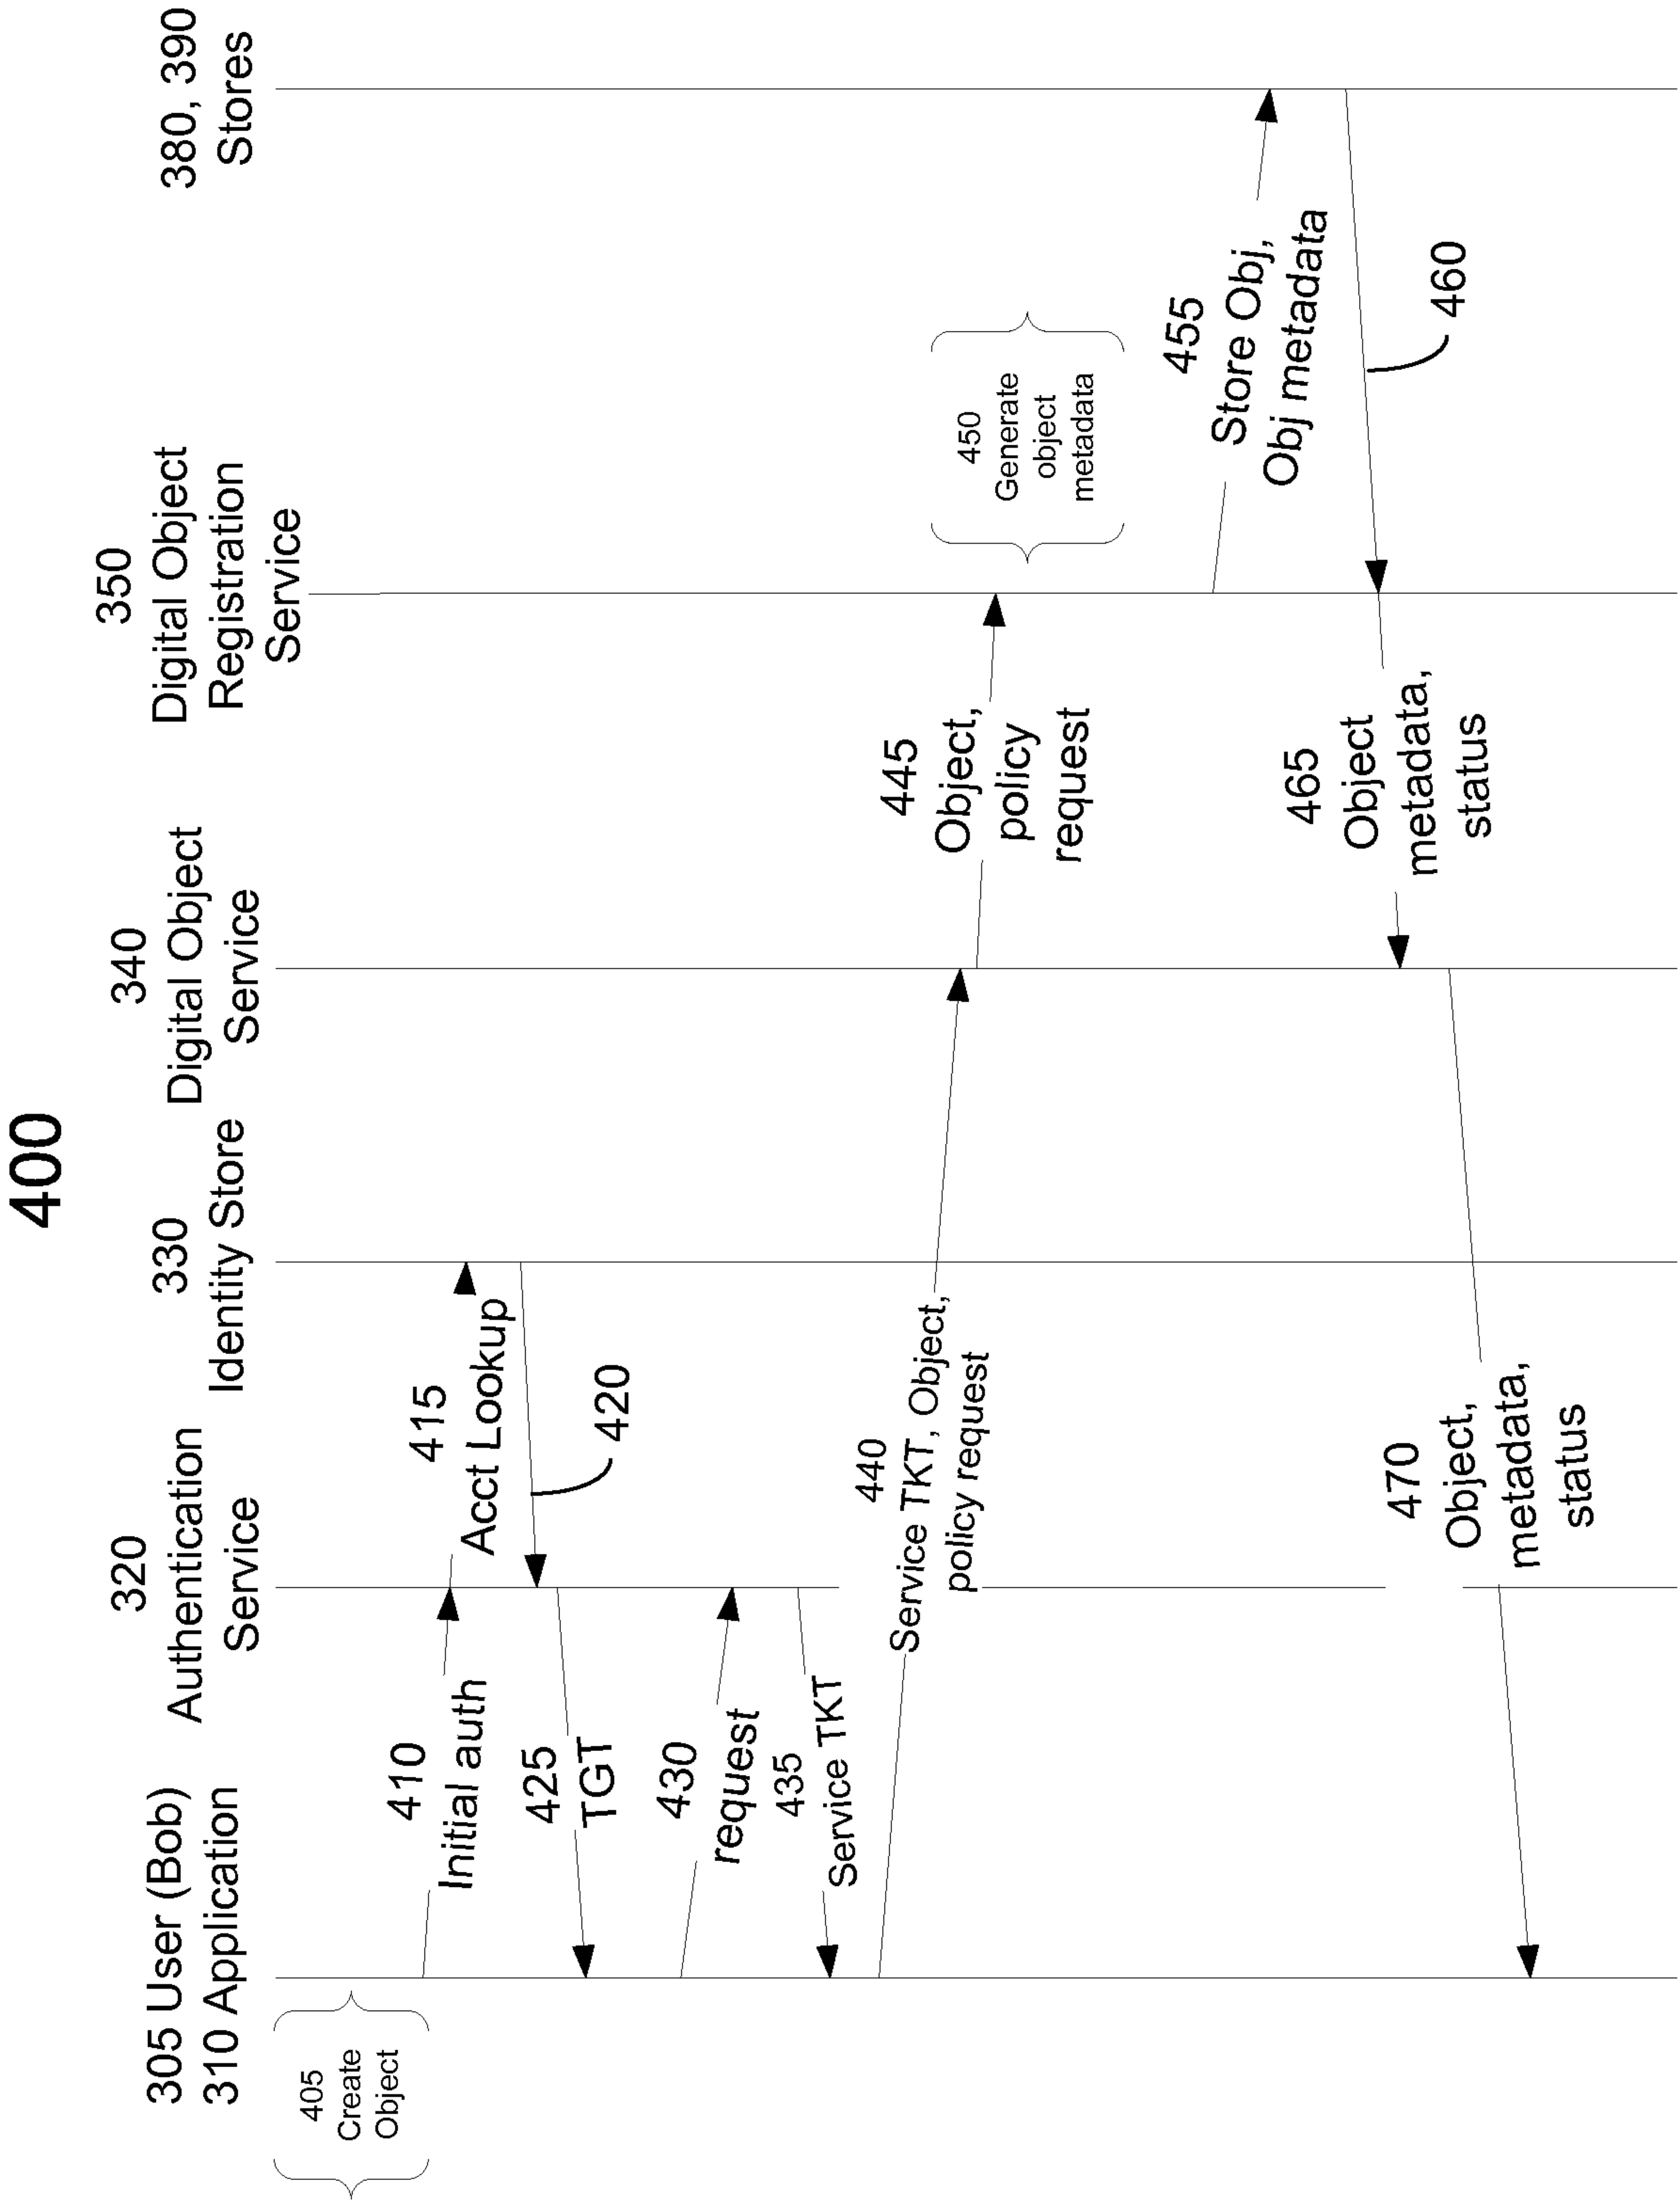 400
305 User (Bob)
310 Application
320
Authentication
Service
330
Identity Store
340
Digital Object
Service
350
Digital Object
Registration
Service
380, 390
Stores
405
Create
Object
410
Initial auth
415
Acct Lookup
420
425
TGT
430
request
435
Service TKT
440
Service TKT, Object,
policy request
445
Object,
policy
request
450
Generate
object
metadata
455
Store Obj,
Obj metadata
460
465
Object
metadata,
status
470
Object,
metadata,
status